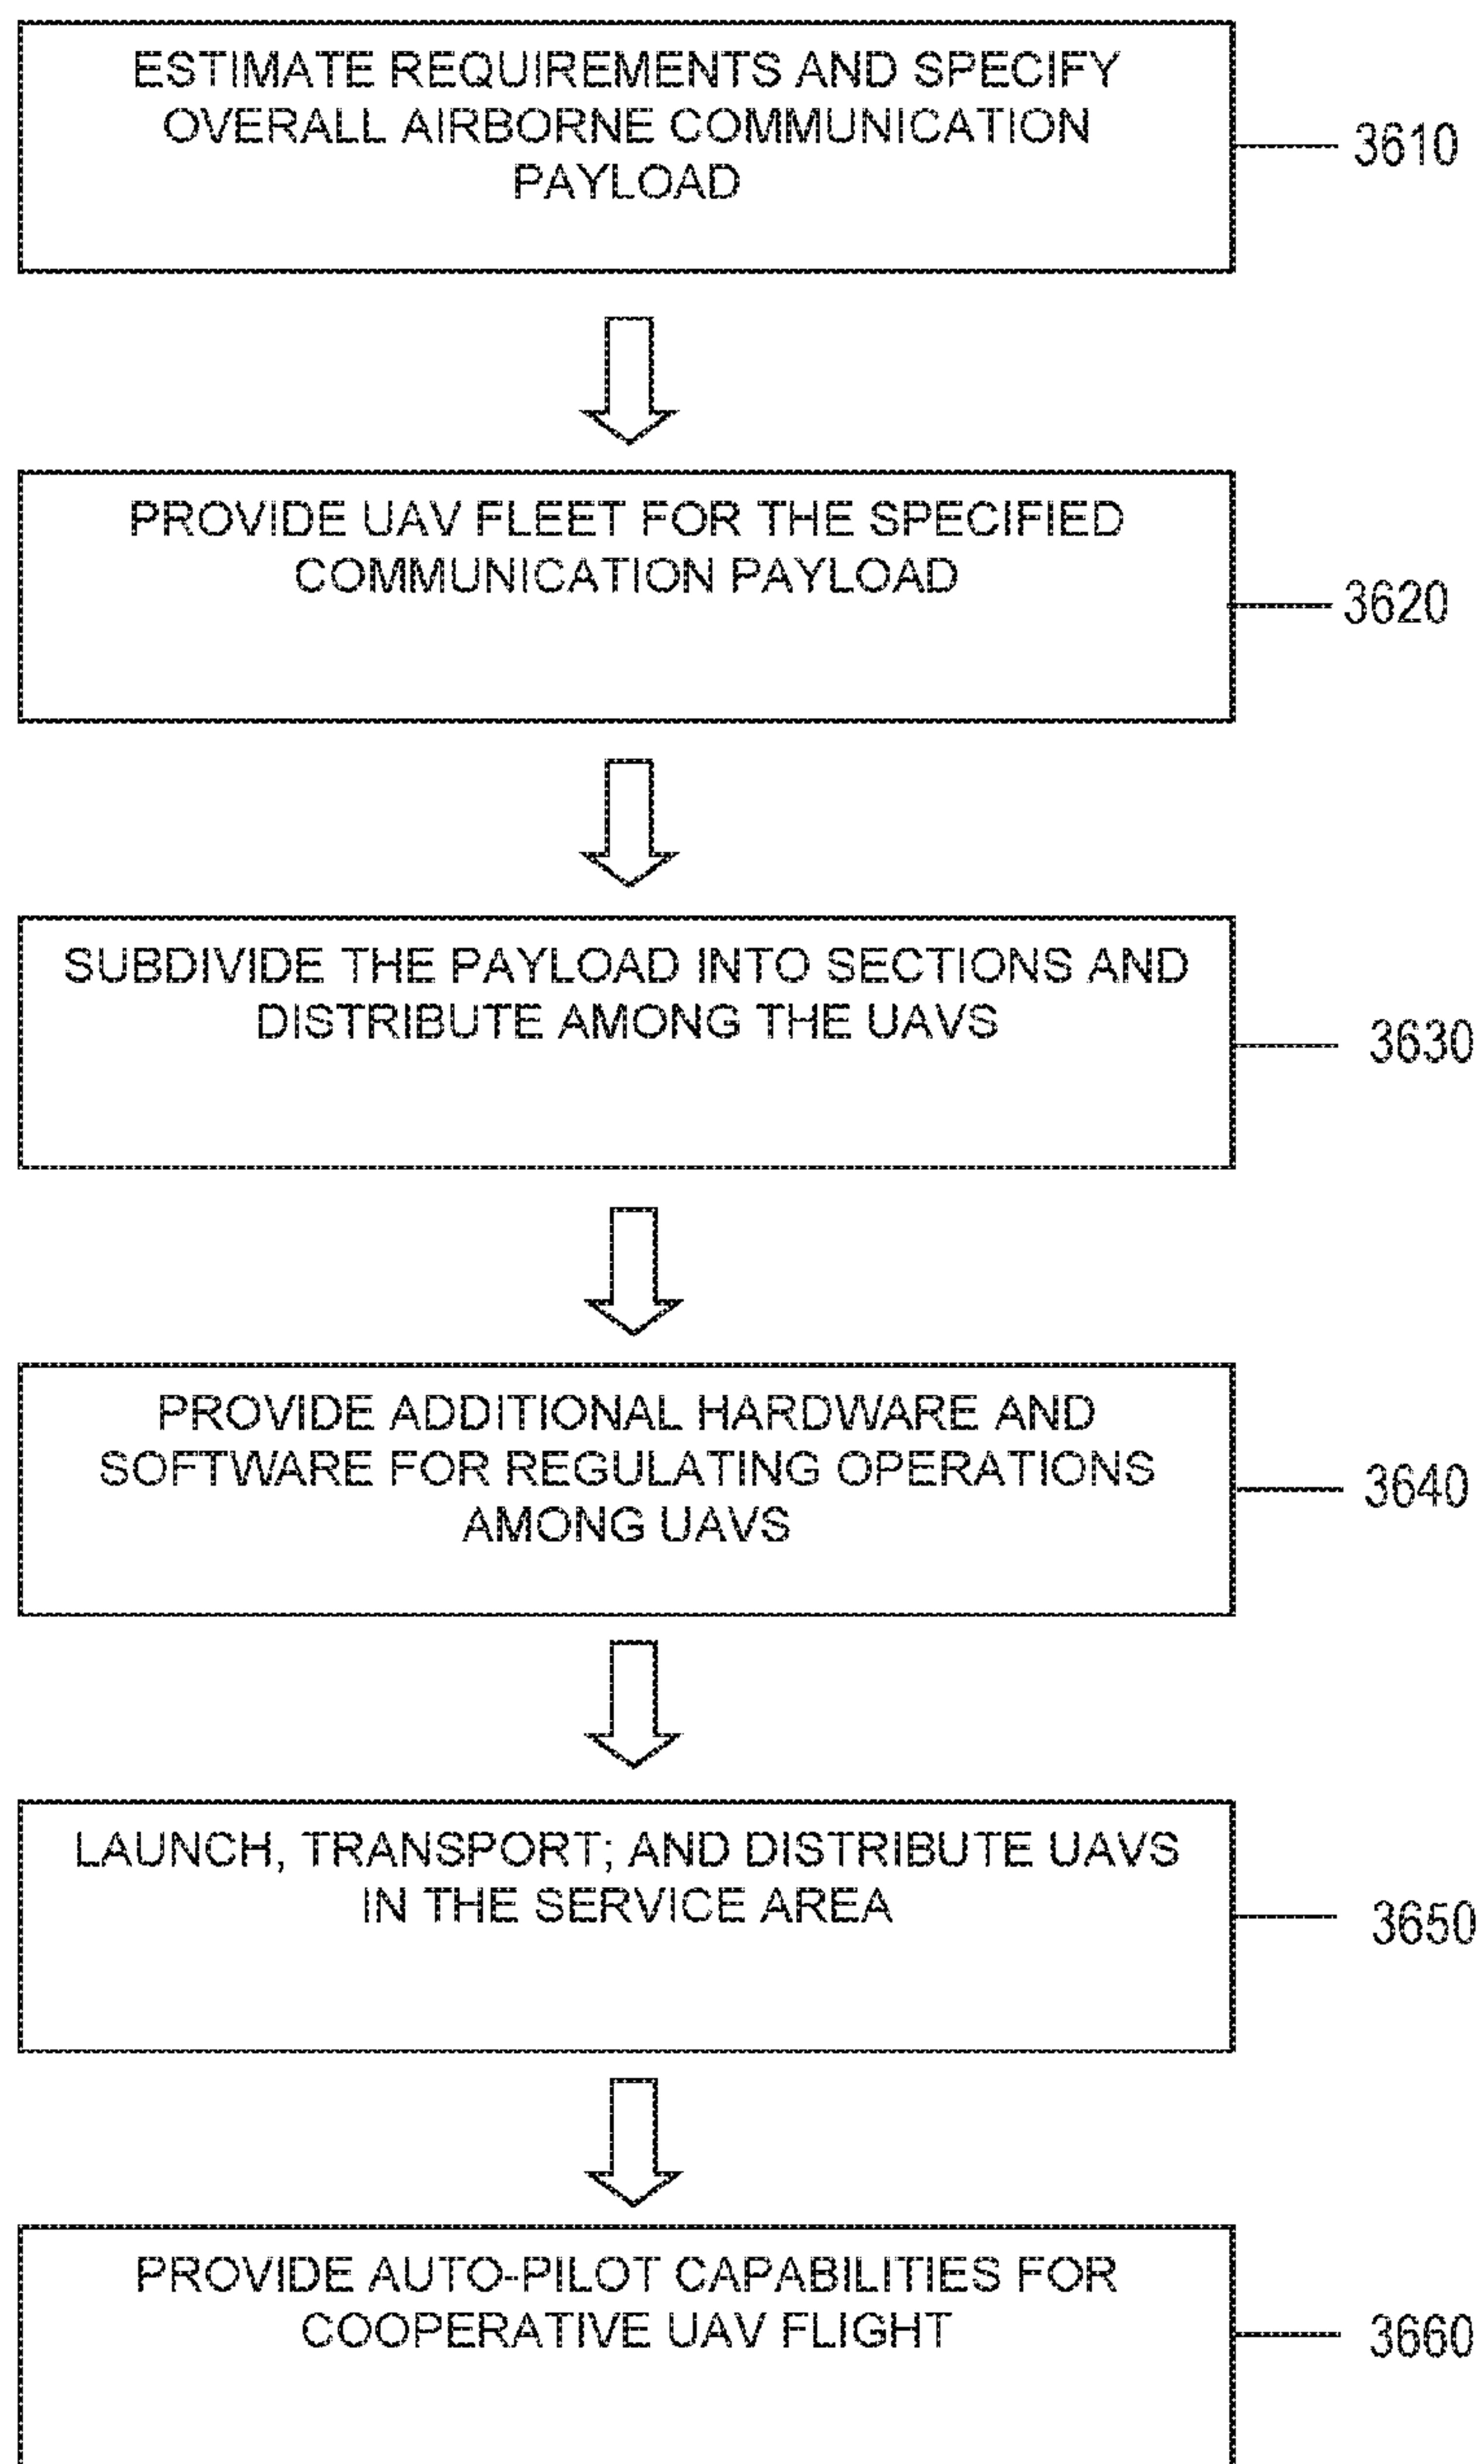 ESTIMATE REQUIREMENTS AND SPECIFY
OVERALL AIRBORNE COMMUNICATION
PAYLOAD
3610
PROVIDE UAV FLEET FOR THE SPECIFIED
COMMUNICATION PAYLOAD
3620
SUBDIVIDE THE PAYLOAD INTO SECTIONS AND
DISTRIBUTE AMONG THE UAVS
3630
PROVIDE ADDITIONAL HARDWARE AND
SOFTWARE FOR REGULATING OPERATIONS
AMONG UAVS
3640
LAUNCH, TRANSPORT; AND DISTRIBUTE UAVS
IN THE SERVICE AREA
3650
PROVIDE AUTO-PILOT CAPABILITIES FOR
COOPERATIVE UAV FLIGHT
3660